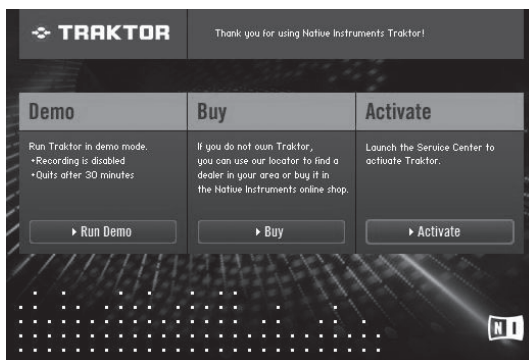 TRAKTOR
Thank you for using Native Instruments Traktor!
Demo
Run Traktor in demo mode.
•Recording is disabled
•Quits after 30 minutes
Run Demo
Buy
If you do not own Traktor,
you can use our locator to find a
dealer in your area or buy it in
the Native Instruments online shop.
Buy
Activate
Launch the Service Center to
activate Traktor.
Activate
NI